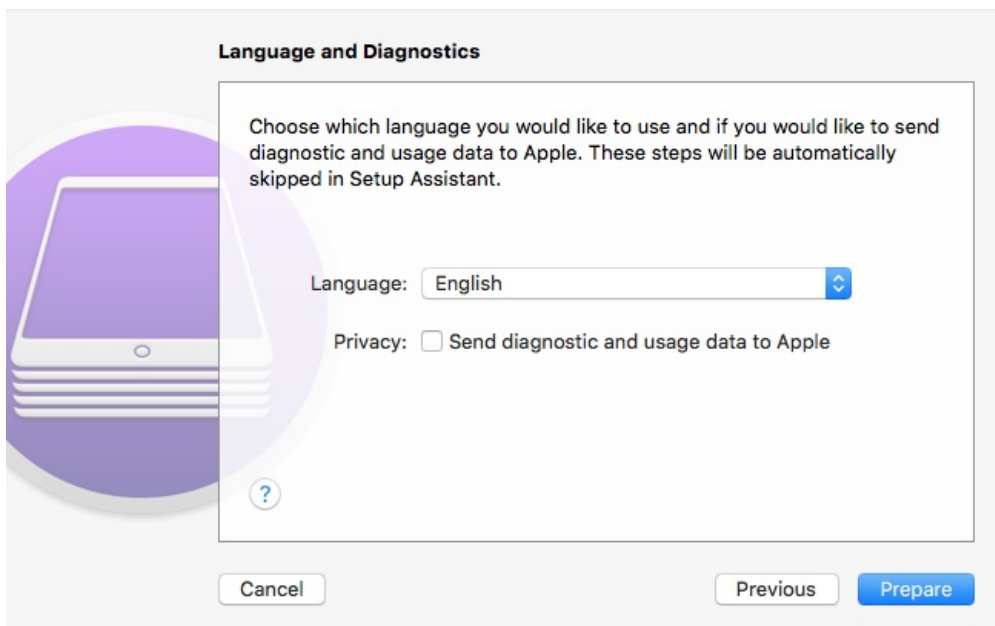 Language and Diagnostics
Choose which language you would like to use and if you would like to send
diagnostic and usage data to Apple. These steps will be automatically
skipped in Setup Assistant.
Language: English
Privacy: Send diagnostic and usage data to Apple
?
Cancel Previous Prepare